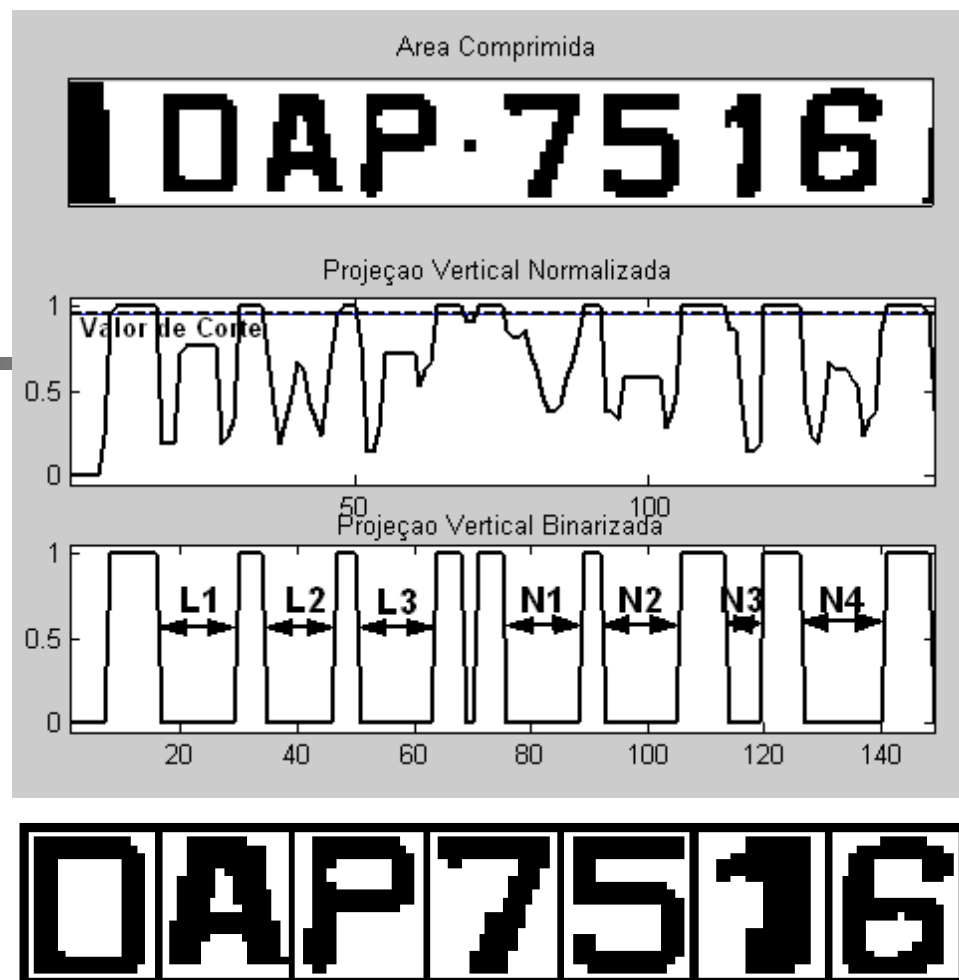 Area Comprimida
DAP·7516
Projeçao Vertical Normalizada
1
Valor de Corte
0.5
0
50 100
Projeçao Vertical Binarizada
1
L1 L2 L3 N1 N2 N3 N4
0.5
0
20 40 60 80 100 120 140
DAP7516